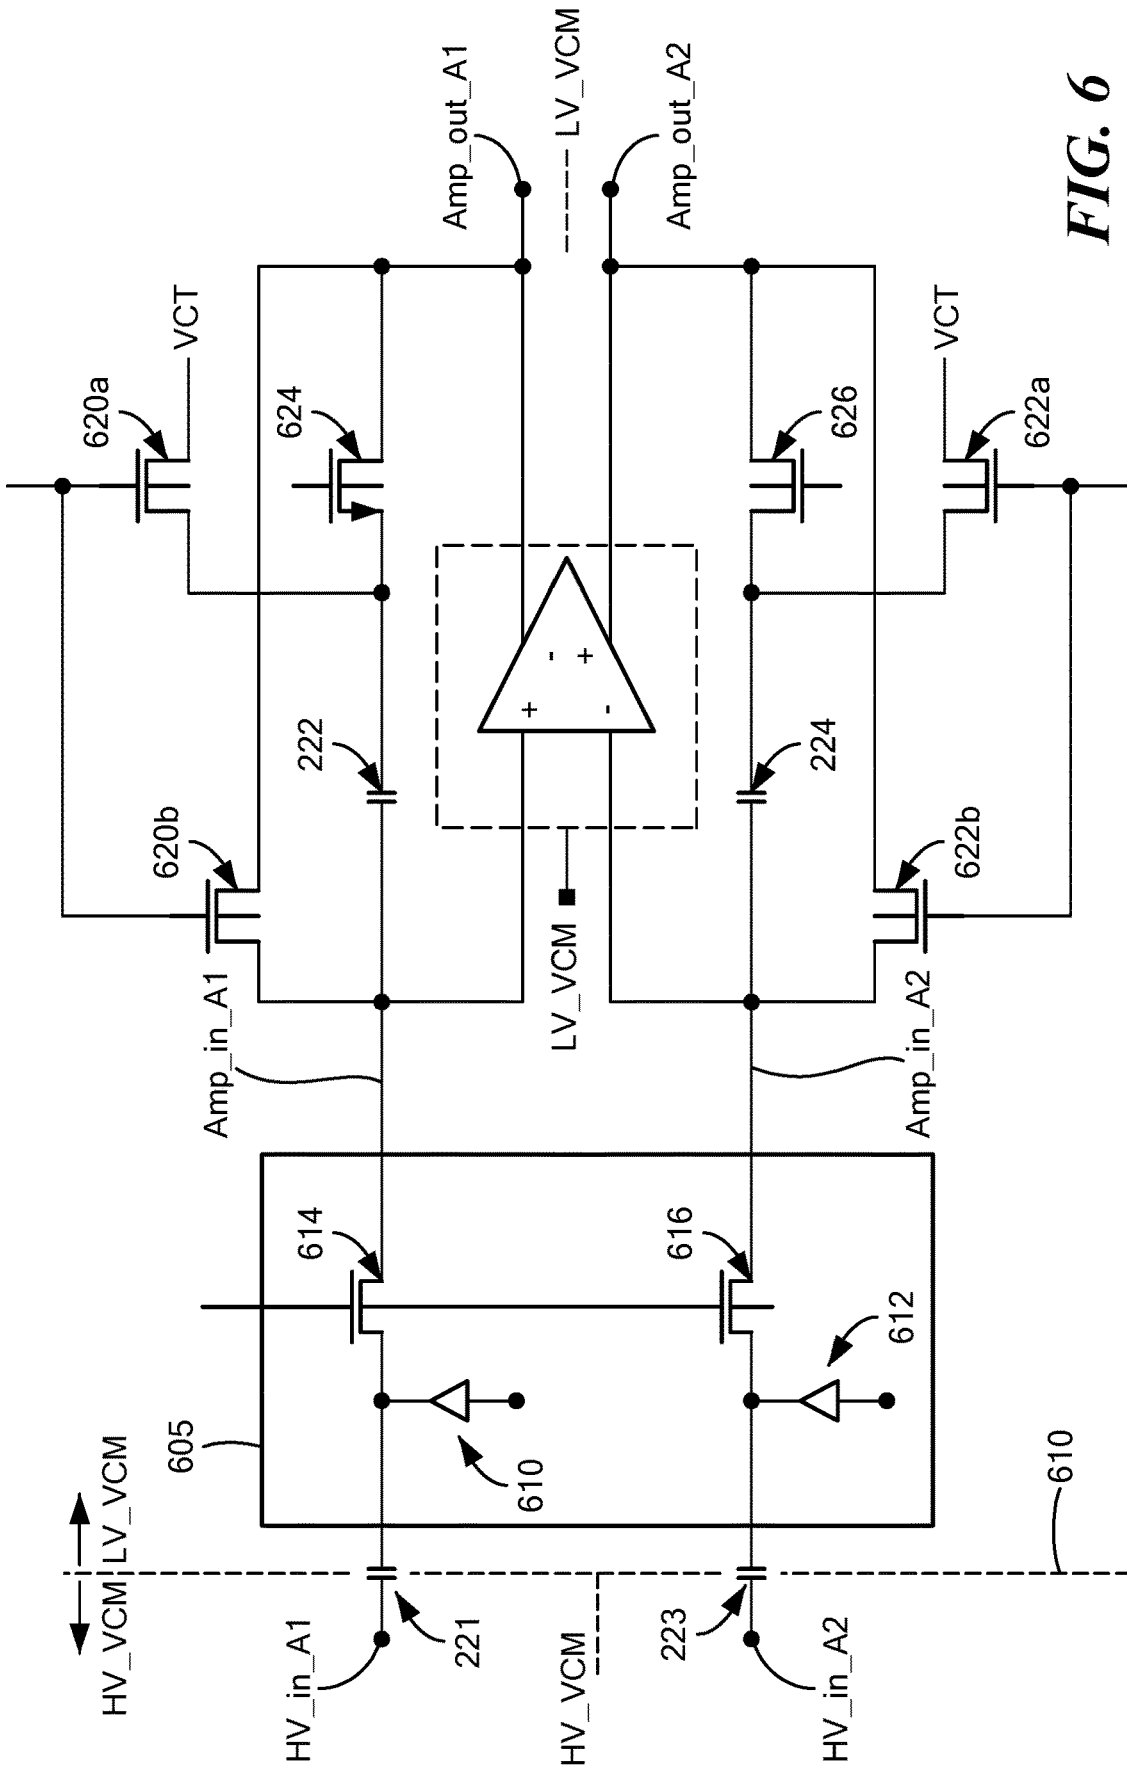 HV_VCM
LV_VCM
605
610
HV_in_A1
221
HV_VCM
223
HV_in_A2
614
610
616
612
Amp_in_A1
Amp_in_A2
620b
222
LV_VCM
+
-
-
+
224
622b
620a
VCT
624
626
VCT
622a
Amp_out_A1
LV_VCM
Amp_out_A2
FIG. 6